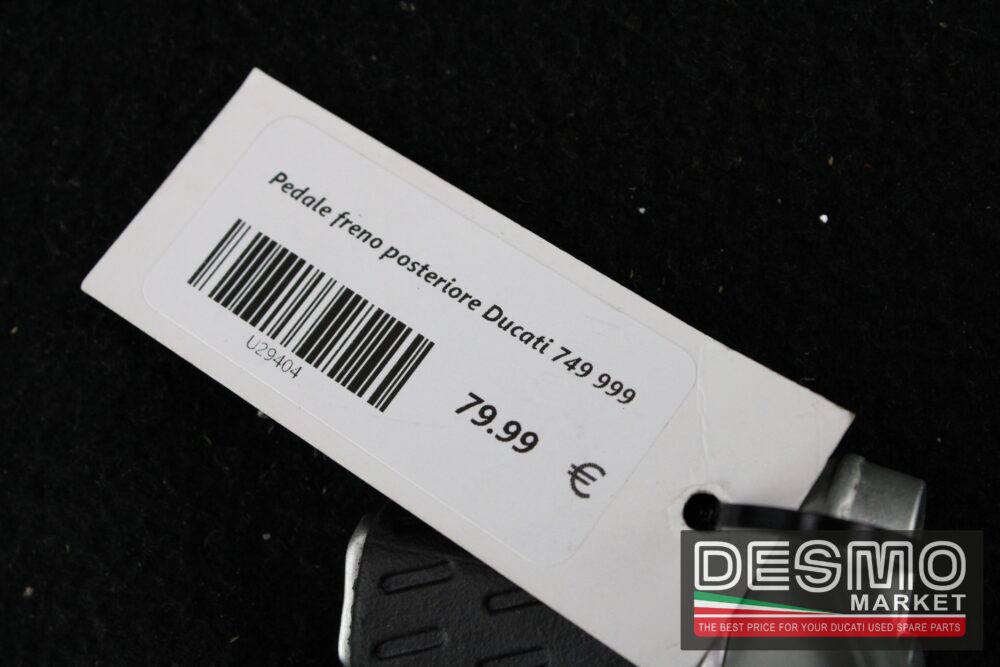 Pedale freno posteriore Ducati 749 999
U29404
79.99 €
DESMO
MARKET
THE BEST PRICE FOR YOUR DUCATI USED SPARE PARTS